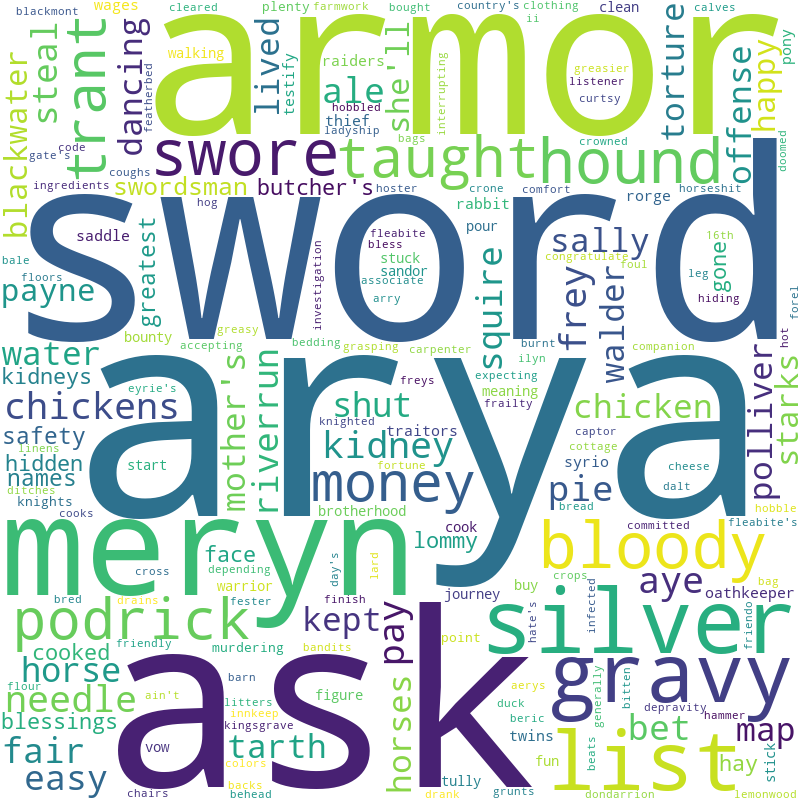 blackmont
wages
cleared
plenty
farmwork
bought
country's
ii
clothing
clean
calves
pony
blackwater
steal
trant
dancing
featherbed
walking
lived
testify
armor
raiders
ale
hobbled
thief
ladyship
she'll
interrupting
greasier
listener
curtsy
torture
offense
happy
gate's
code
coughs
swore
bags
taught
crowned
hound
doomed
ingredients
swordsman
butcher's
hoster
crone
comfort
rorge
horseshit
rabbit
hog
saddle
sword
fleabite
bless
pour
stuck
sandor
associate
arry
investigation
sally
congratulate
foul
16th
leg
gone
hiding
forel
bale
floors
payne
greatest
squire
frey
walder
bounty
greasy
accepting
bedding
grasping
carpenter
burnt
ilyn
companion
hot
water
kidneys
eyrie's
mother's
riverrun
arya
expecting
meaning
freys
frailty
knighted
captor
cottage
polliver
starks
chickens
shut
chicken
safety
linens
kidney
traitors
syrio
hidden
names
start
fortune
money
pie
cheese
dalt
bread
ditches
knights
cooks
brotherhood
hobble
fleabite's
committed
meryn
face
cook
lommy
bloody
cross
depending
day's
lard
aye
oathkeeper
bred
drains
fester
warrior
finish
journey
buy
crops
infected
bag
podrick
kept
pay
silver
friendo
friendly
murdering
bandits
point
hate's
cooked
horse
barn
ask
gravy
flour
ain't
litters
figure
aerys
duck
generally
bitten
depravity
hammer
needle
innkeep
kingsgrave
horses
beric
blessings
vow
colors
tarth
twins
bet
map
fair
easy
backs
fun
beats
list
hay
stick
tully
chairs
behead
drank
grunts
dondarrion
lemonwood